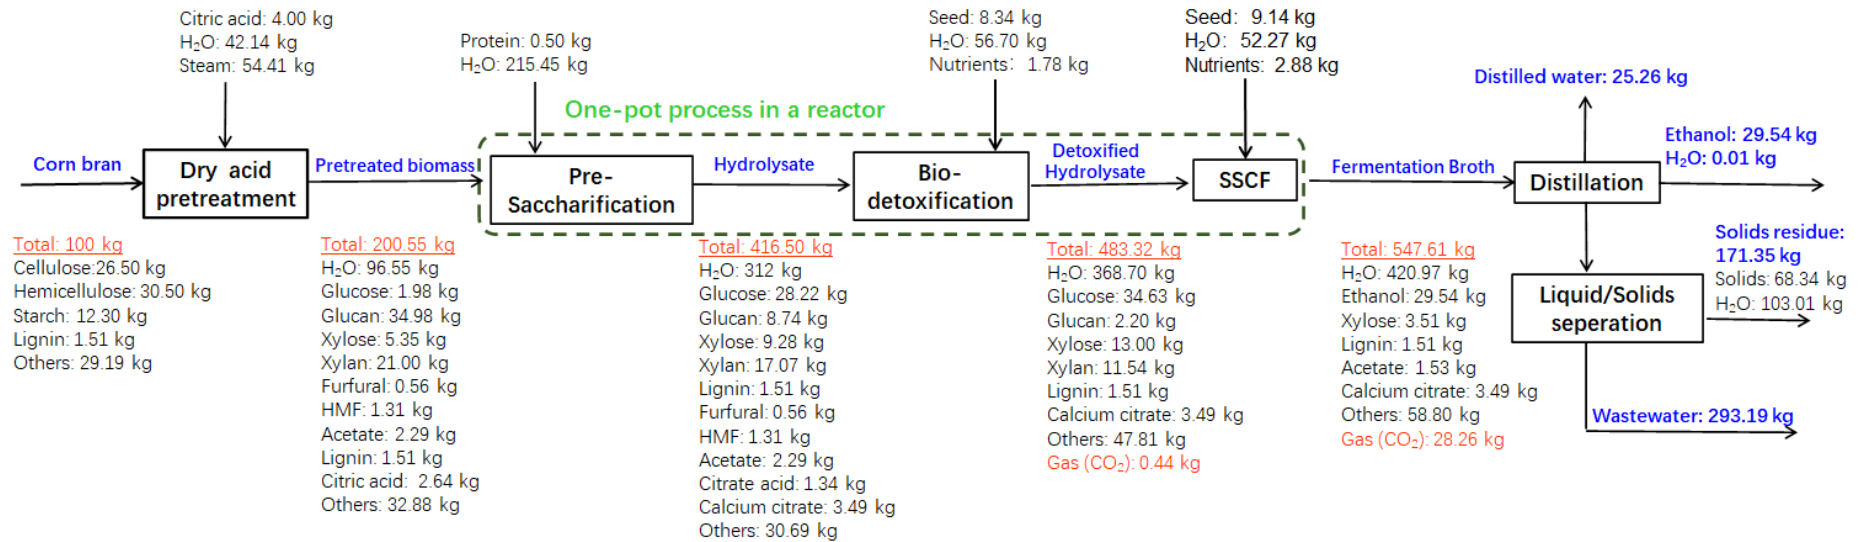 Citric acid: 4.00 kg
H₂O: 42.14 kg
Steam: 54.41 kg
Protein: 0.50 kg
H₂O: 215.45 kg
Seed: 8.34 kg
H₂O: 56.70 kg
Nutrients: 1.78 kg
Seed: 9.14 kg
H₂O: 52.27 kg
Nutrients: 2.88 kg
One-pot process in a reactor
Corn bran
Dry acid
pretreatment
Pretreated biomass
Pre-
Saccharification
Hydrolysate
Bio-
detoxification
Detoxified
Hydrolysate
SSCF
Fermentation Broth
Distillation
Distilled water: 25.26 kg
Ethanol: 29.54 kg
H₂O: 0.01 kg
Liquid/Solids
seperation
Solids residue:
171.35 kg
Solids: 68.34 kg
H₂O: 103.01 kg
Wastewater: 293.19 kg
Total: 100 kg
Cellulose:26.50 kg
Hemicellulose: 30.50 kg
Starch: 12.30 kg
Lignin: 1.51 kg
Others: 29.19 kg
Total: 200.55 kg
H₂O: 96.55 kg
Glucose: 1.98 kg
Glucan: 34.98 kg
Xylose: 5.35 kg
Xylan: 21.00 kg
Furfural: 0.56 kg
HMF: 1.31 kg
Acetate: 2.29 kg
Lignin: 1.51 kg
Citric acid: 2.64 kg
Others: 32.88 kg
Total: 416.50 kg
H₂O: 312 kg
Glucose: 28.22 kg
Glucan: 8.74 kg
Xylose: 9.28 kg
Xylan: 17.07 kg
Lignin: 1.51 kg
Furfural: 0.56 kg
HMF: 1.31 kg
Acetate: 2.29 kg
Citrate acid: 1.34 kg
Calcium citrate: 3.49 kg
Others: 30.69 kg
Total: 483.32 kg
H₂O: 368.70 kg
Glucose: 34.63 kg
Glucan: 2.20 kg
Xylose: 13.00 kg
Xylan: 11.54 kg
Lignin: 1.51 kg
Calcium citrate: 3.49 kg
Others: 47.81 kg
Gas (CO₂): 0.44 kg
Total: 547.61 kg
H₂O: 420.97 kg
Ethanol: 29.54 kg
Xylose: 3.51 kg
Lignin: 1.51 kg
Acetate: 1.53 kg
Calcium citrate: 3.49 kg
Others: 58.80 kg
Gas (CO₂): 28.26 kg